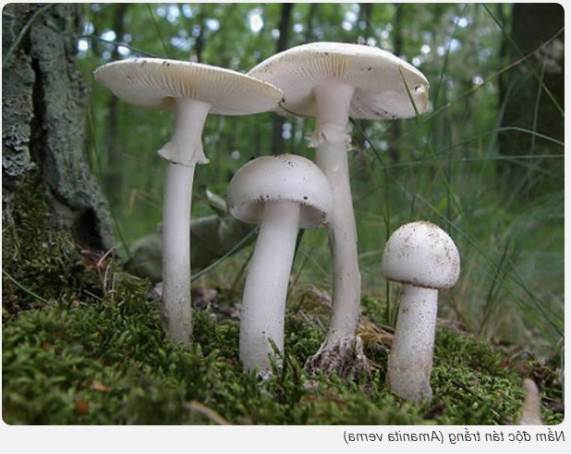 Nấm độc tán trắng (Amanita verna)